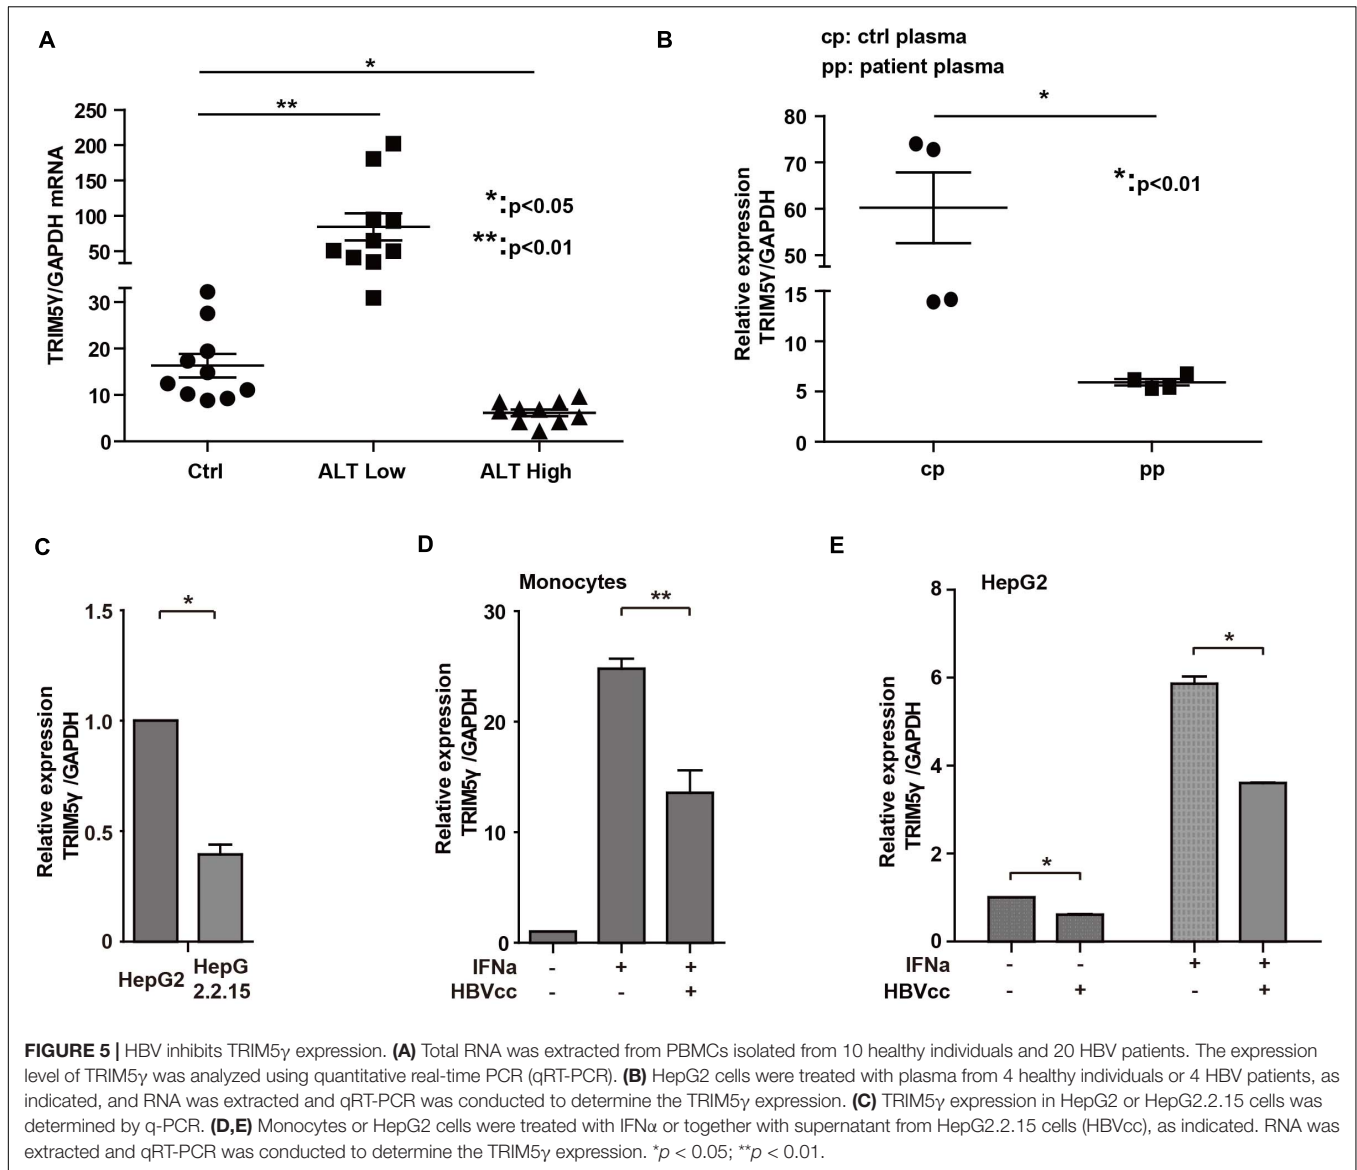 A
*
**
250
200
150
100
50
30
20
10
0
TRIM5Y/GAPDH mRNA
*:p<0.05
**:p<0.01
Ctrl
ALT Low
ALT High
B
cp: ctrl plasma
pp: patient plasma
*
*:p<0.01
80
70
60
50
15
10
5
0
Relative expression
TRIM5Y/GAPDH
cp
pp
C
1.5
1.0
0.5
0
Relative expression
TRIM5γ /GAPDH
*
HepG2
HepG
2.2.15
D
Monocytes
30
20
10
0
Relative expression
TRIM5γ /GAPDH
**
IFNa - + +
HBVcc - - +
E
HepG2
8
6
4
2
0
Relative expression
TRIM5γ /GAPDH
*
*
IFNa - - + +
HBVcc - + - +
FIGURE 5 | HBV inhibits TRIM5γ expression. (A) Total RNA was extracted from PBMCs isolated from 10 healthy individuals and 20 HBV patients. The expression
level of TRIM5γ was analyzed using quantitative real-time PCR (qRT-PCR). (B) HepG2 cells were treated with plasma from 4 healthy individuals or 4 HBV patients, as
indicated, and RNA was extracted and qRT-PCR was conducted to determine the TRIM5γ expression. (C) TRIM5γ expression in HepG2 or HepG2.2.15 cells was
determined by q-PCR. (D,E) Monocytes or HepG2 cells were treated with IFNα or together with supernatant from HepG2.2.15 cells (HBVcc), as indicated. RNA was
extracted and qRT-PCR was conducted to determine the TRIM5γ expression. *p < 0.05; **p < 0.01.